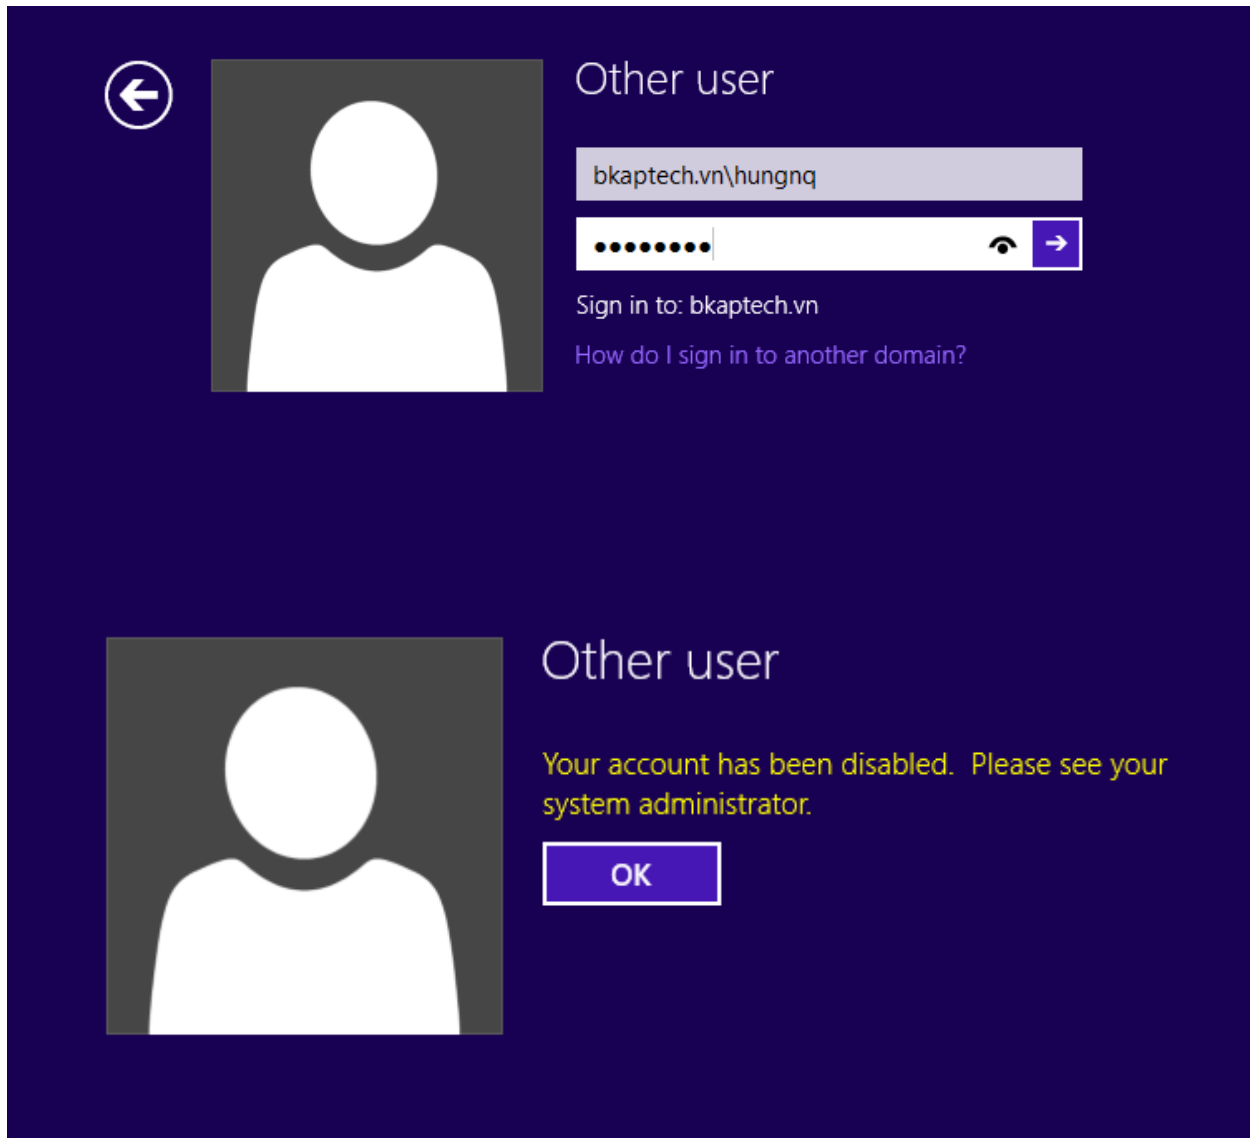 Other user
bkaptech.vn\hungnq
●●●●●●●●
Sign in to: bkaptech.vn
How do I sign in to another domain?
Other user
Your account has been disabled.  Please see your
system administrator.
OK